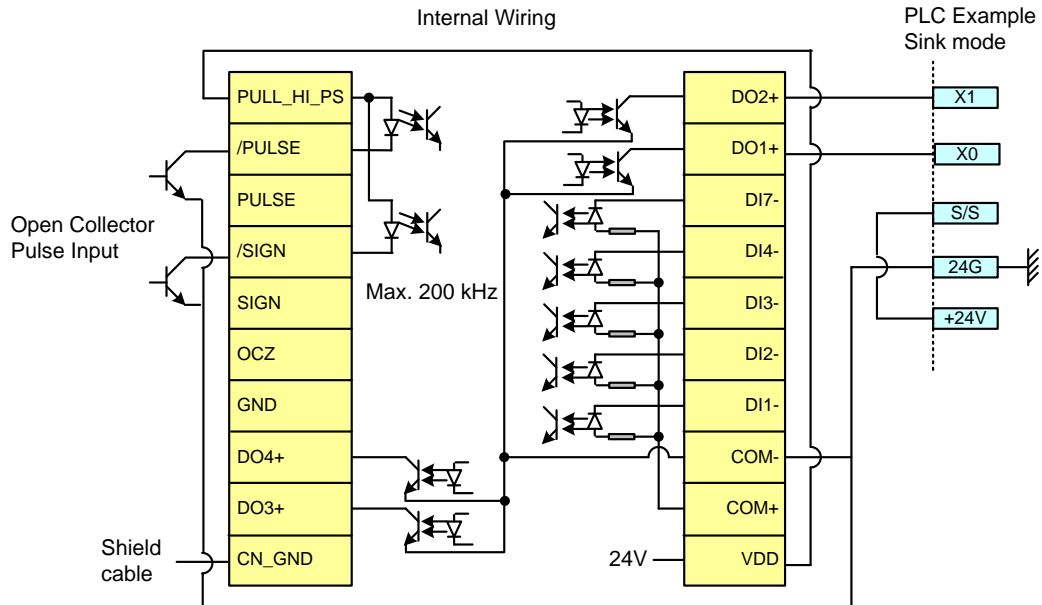 Internal Wiring
PLC Example
Sink mode
PULL_HI_PS
/PULSE
PULSE
/SIGN
SIGN
OCZ
GND
DO4+
DO3+
CN_GND
Open Collector
Pulse Input
Shield
cable
Max. 200 kHz
24V
DO2+
DO1+
DI7-
DI4-
DI3-
DI2-
DI1-
COM-
COM+
VDD
X1
X0
S/S
24G
+24V